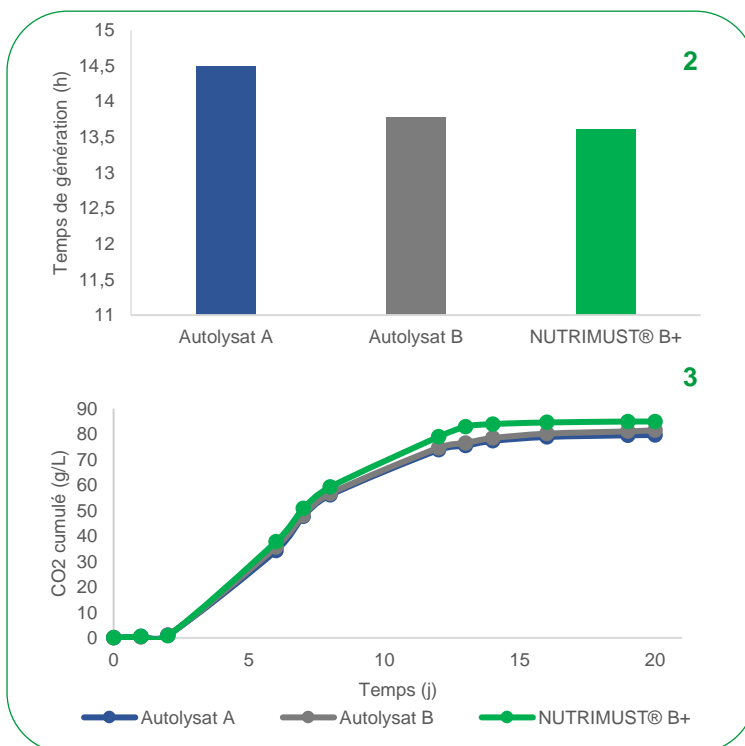 2
Temps de génération (h)
15
14,5
14
13,5
13
12,5
12
11,5
11
Autolysat A
Autolysat B
NUTRIMUST® B+
3
CO2 cumulé (g/L)
90
80
70
60
50
40
30
20
10
0
0 5 10 15 20
Temps (j)
Autolysat A Autolysat B NUTRIMUST® B+